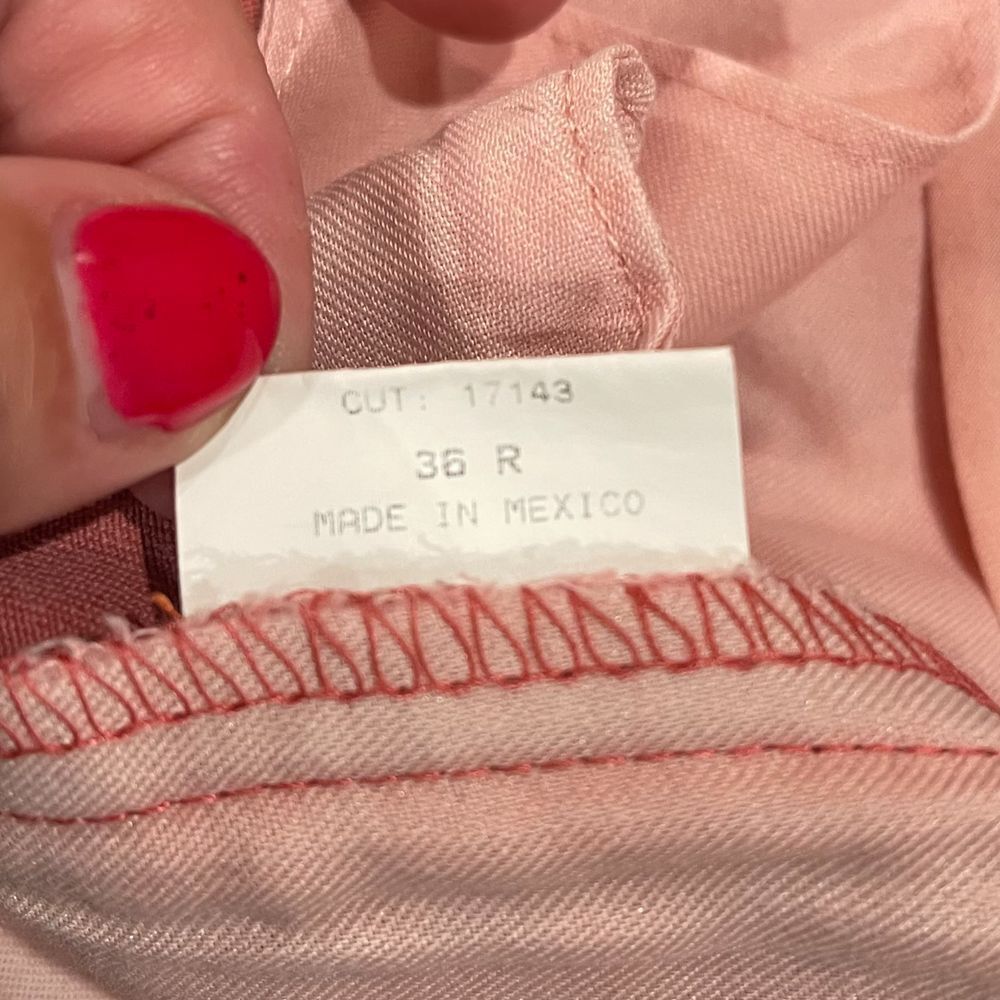 CUT: 17143
36 R
MADE IN MEXICO